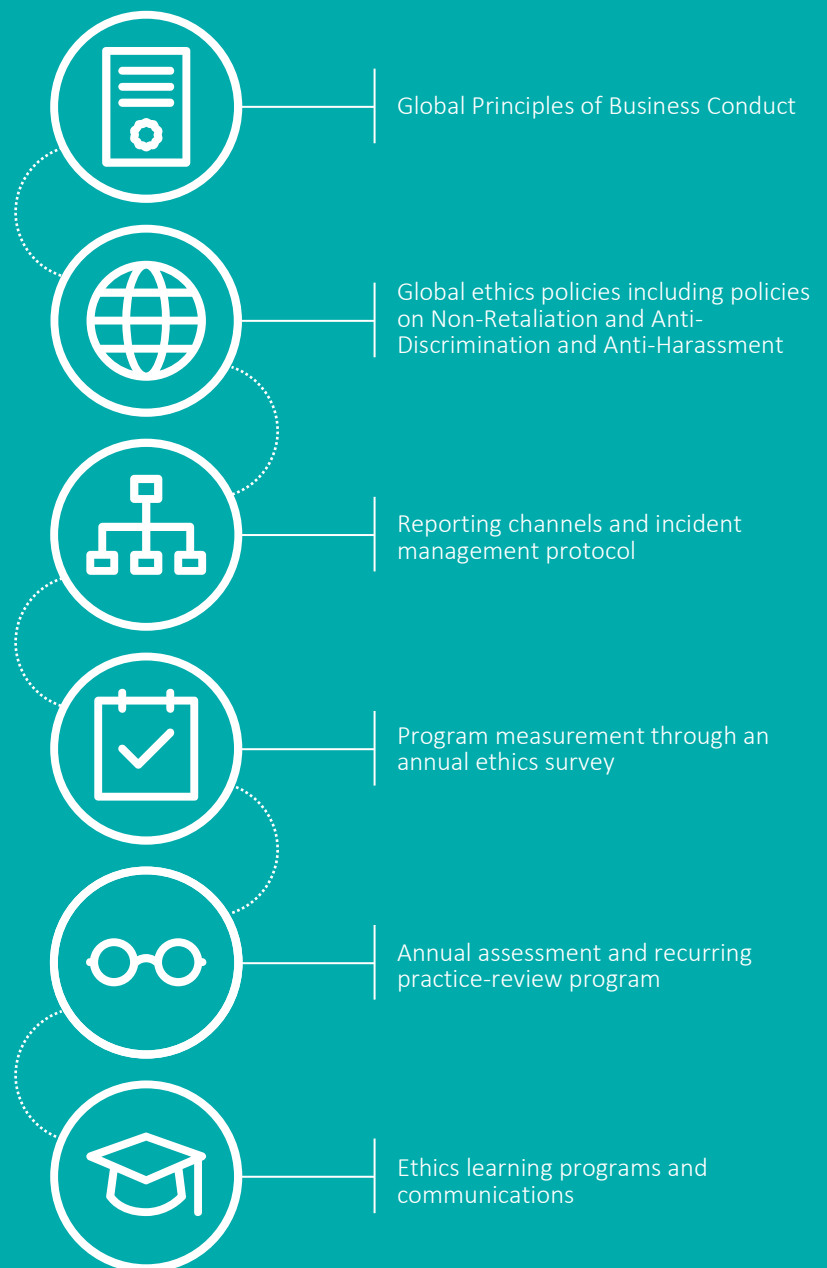 Global Principles of Business Conduct
Global ethics policies including policies
on Non-Retaliation and Anti-
Discrimination and Anti-Harassment
Reporting channels and incident
management protocol
Program measurement through an
annual ethics survey
Annual assessment and recurring
practice-review program
Ethics learning programs and
communications